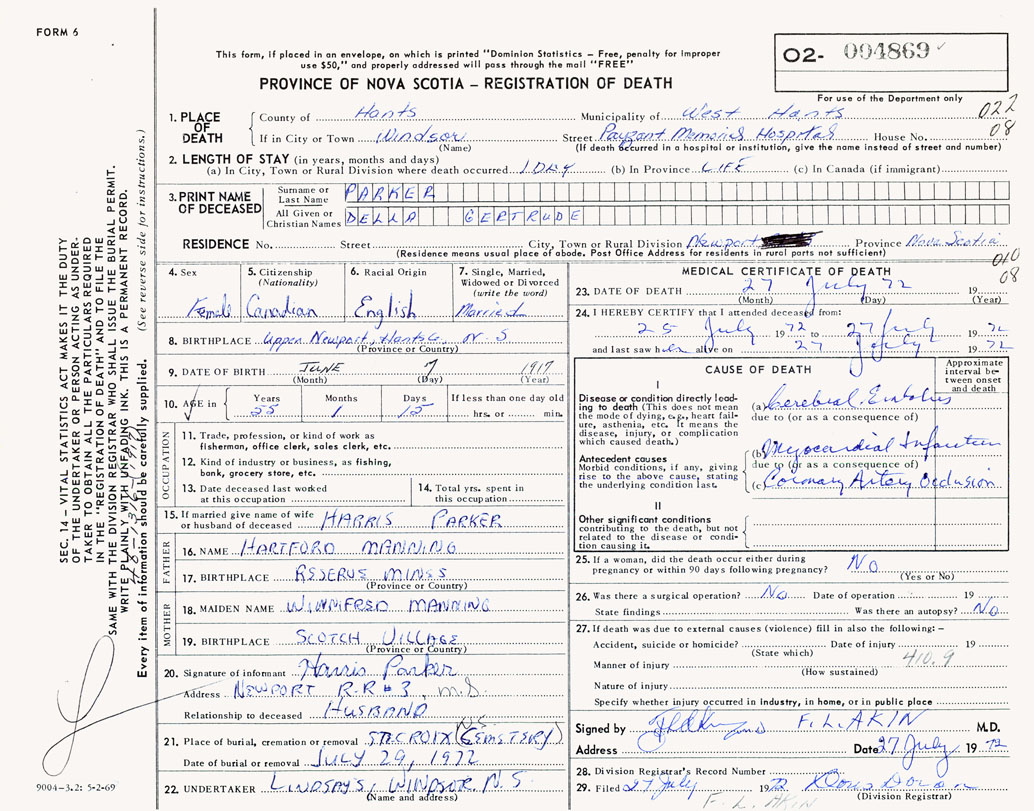 FORM 6
This form, if placed in an envelope, on which is printed "Dominion Statistics – Free, penalty for improper
use $50," and properly addressed will pass through the mail "FREE"
PROVINCE OF NOVA SCOTIA – REGISTRATION OF DEATH
02- 004869
For use of the Department only
022
08
1. PLACE OF DEATH
County of Hants Municipality of West Hants
If in City or Town Windsor Street Payzant Memorial Hospital House No.
(Name) (If death occurred in a hospital or institution, give the name instead of street and number)
2. LENGTH OF STAY (in years, months and days)
(a) In City, Town or Rural Division where death occurred 1 DAY (b) In Province LIFE (c) In Canada (if immigrant)
3. PRINT NAME OF DECEASED
Surname or Last Name PARKER
All Given or Christian Names DELLA GERTRUDE
RESIDENCE No. Street City, Town or Rural Division Newport Province Nova Scotia
(Residence means usual place of abode. Post Office Address for residents in rural parts not sufficient)
010
08
4. Sex Female
5. Citizenship (Nationality) Canadian
6. Racial Origin English
7. Single, Married, Widowed or Divorced (write the word) Married
8. BIRTHPLACE Upper Newport, Hants Co. N-S
(Province or Country)
9. DATE OF BIRTH JUNE 7 1917
(Month) (Day) (Year)
10. AGE in Years 55 Months 1 Days 15 If less than one day old hrs. or min.
OCCUPATION
11. Trade, profession, or kind of work as
fisherman, office clerk, sales clerk, etc.
12. Kind of industry or business, as fishing,
bank, grocery store, etc.
13. Date deceased last worked
at this occupation
14. Total yrs. spent in
this occupation
15. If married give name of wife
or husband of deceased HARRIS PARKER
FATHER
16. NAME HARTFORD MANNING
17. BIRTHPLACE RSSERUS MINES
(Province or Country)
MOTHER
18. MAIDEN NAME WINNIFRED MANNING
19. BIRTHPLACE SCOTCH VILLAGE
(Province or Country)
20. Signature of informant Harris Parker
Address NEWPORT R-R#3,
Relationship to deceased HUSBAND
21. Place of burial, cremation or removal STECROIX (CEMETERY) N.S.
Date of burial or removal JULY 29, 1972
22. UNDERTAKER LINDSAY'S, WINDSOR N.S.
(Name and address)
MEDICAL CERTIFICATE OF DEATH
23. DATE OF DEATH 27 July 72 19
(Month) (Day) (Year)
24. I HEREBY CERTIFY that I attended deceased from:
25 July 1972 to 27 July 1972
and last saw her alive on 27 July 1972
CAUSE OF DEATH
Approximate interval between onset and death
I
Disease or condition directly leading to death (This does not
mean the mode of dying, e.g., heart failure,
asthenia, etc. It means the
disease, injury, or complication
which caused death.)
(a) Cerebral Embolus
due to (or as a consequence of)
Antecedent causes
Morbid conditions, if any, giving
rise to the above cause, stating
the underlying condition last.
(b) Myocardial Infarction
due to (or as a consequence of)
(c) Coronary Artery Occlusion
II
Other significant conditions
contributing to the death, but not
related to the disease or condition
causing it.
25. If a woman, did the death occur either during
pregnancy or within 90 days following pregnancy? No
(Yes or No)
26. Was there a surgical operation? No Date of operation 19
State findings Was there an autopsy? No
27. If death was due to external causes (violence) fill in also the following: –
Accident, suicide or homicide? Date of injury 19
(State which) 410.9
Manner of injury
(How sustained)
Nature of injury
Specify whether injury occurred in industry, in home, or in public place
Signed by F. L. AKIN M.D.
Address Date 27 July 1972
28. Division Registrar's Record Number
29. Filed 27 July 1972
(Division Registrar)
F. L. AKIN
SEC. 14 – VITAL STATISTICS ACT MAKES IT THE DUTY
OF THE UNDERTAKER OR PERSON ACTING AS UNDER-
TAKER TO OBTAIN ALL THE PARTICULARS REQUIRED
IN THE "REGISTRATION OF DEATH" AND TO FILE THE
SAME WITH THE DIVISION REGISTRAR WHO SHALL ISSUE THE BURIAL PERMIT.
WRITE PLAINLY WITH UNFADING INK. THIS IS A PERMANENT RECORD.
Every item of information should be carefully supplied. (See reverse side for instructions.)
9004–3.2: 5-2-69